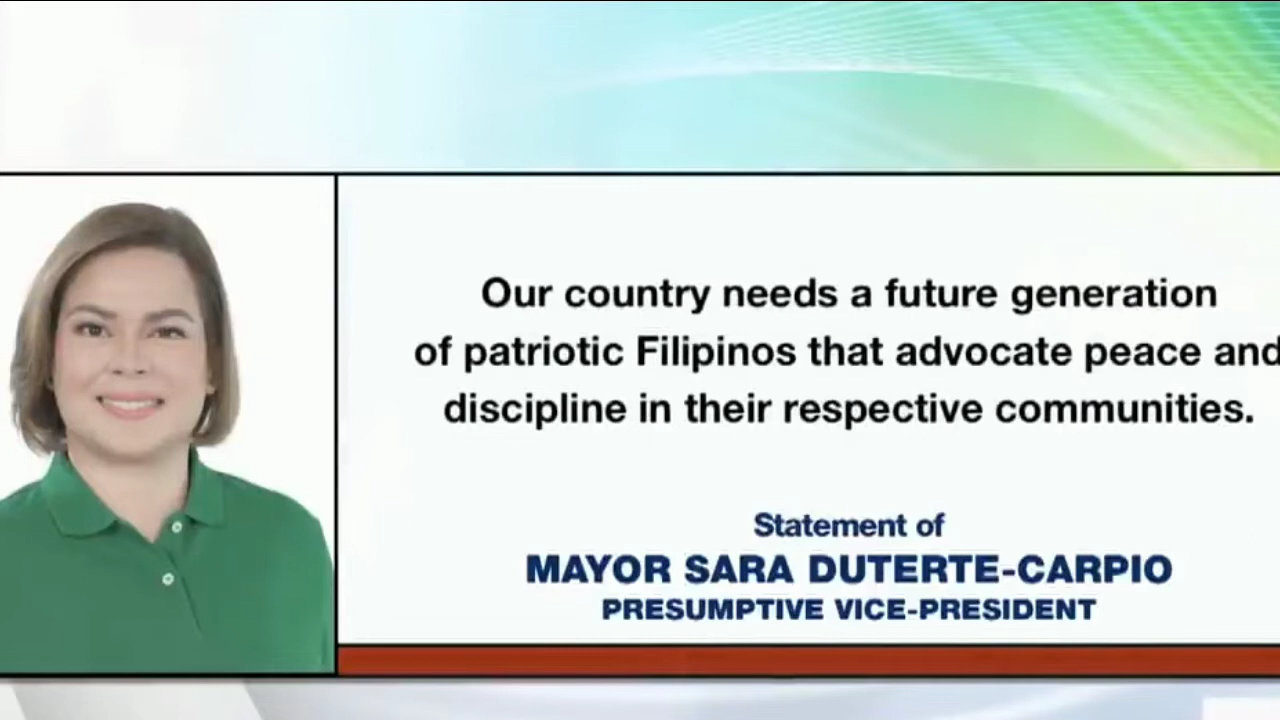 Our country needs a future generation
of patriotic Filipinos that advocate peace and
discipline in their respective communities.
Statement of
MAYOR SARA DUTERTE-CARPIO
PRESUMPTIVE VICE-PRESIDENT